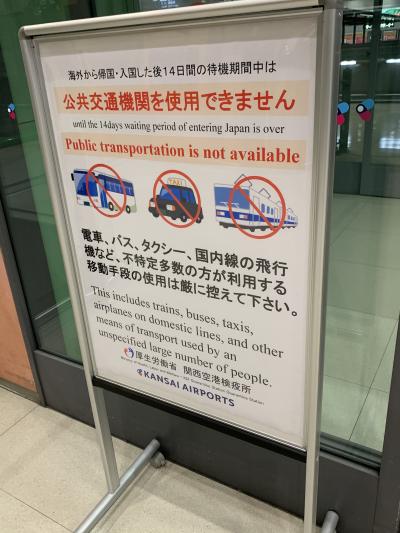 海外から帰国・入国した後14日間の待機期間中は
公共交通機関を使用できません
until the 14days waiting period of entering Japan is over
Public transportation is not available
TAXI
電車、バス、タクシー、国内線の飛行
機など、不特定多数の方が利用する
移動手段の使用は厳に控えて下さい。
This includes trains, buses, taxis,
airplanes on domestic lines, and other
means of transport used by an
unspecified large number of people.
厚生労働省 関西空港検疫所
KANSAI AIRPORTS